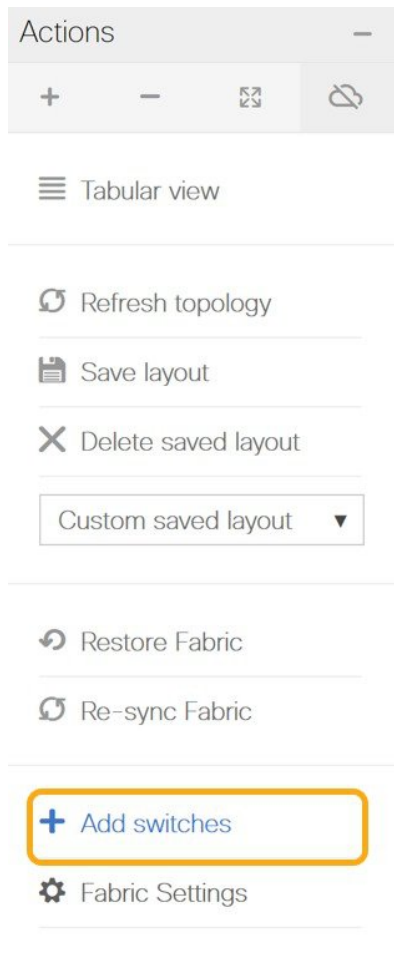 Actions
Tabular view
Refresh topology
Save layout
Delete saved layout
Custom saved layout
Restore Fabric
Re-sync Fabric
Add switches
Fabric Settings